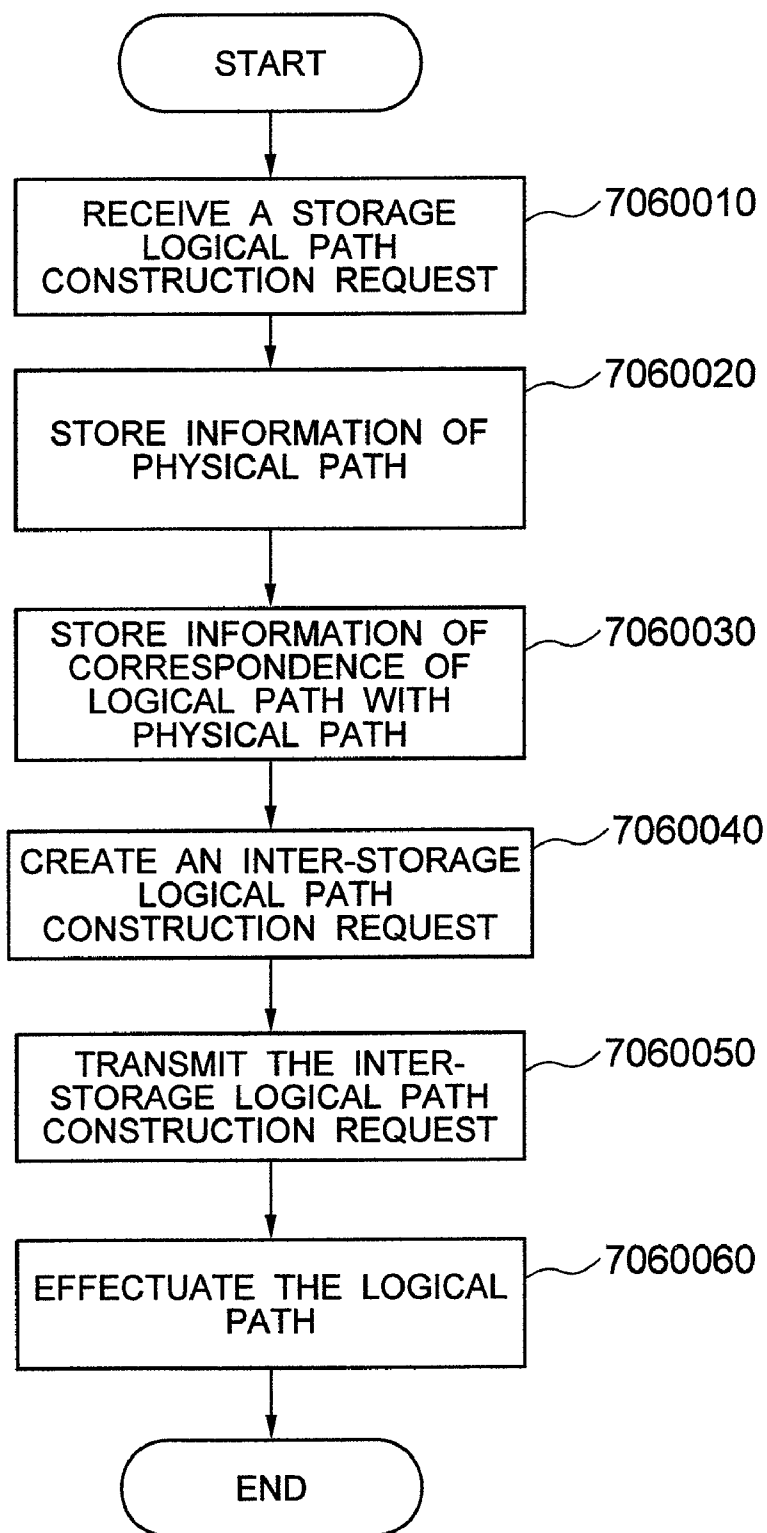 START
RECEIVE A STORAGE
LOGICAL PATH
CONSTRUCTION REQUEST
7060010
STORE INFORMATION OF
PHYSICAL PATH
7060020
STORE INFORMATION OF
CORRESPONDENCE OF
LOGICAL PATH WITH
PHYSICAL PATH
7060030
CREATE AN INTER-STORAGE
LOGICAL PATH
CONSTRUCTION REQUEST
7060040
TRANSMIT THE INTER-
STORAGE LOGICAL PATH
CONSTRUCTION REQUEST
7060050
EFFECTUATE THE LOGICAL
PATH
7060060
END